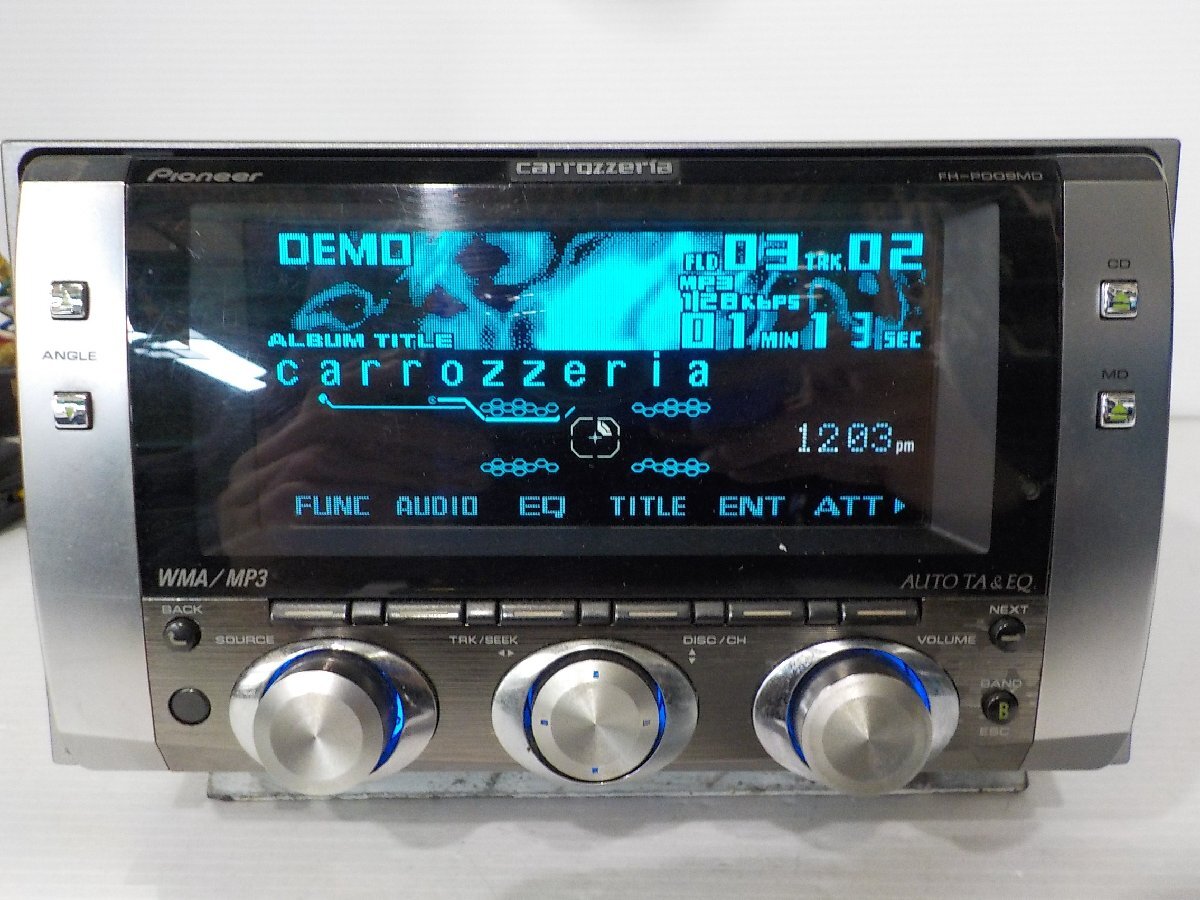 Pioneer
carrozzeria
FH-P009MD
DEMO
FLD 03 TRK 02
MP3
128Kbps
01 MIN 13 SEC
ALBUM TITLE
carrozzeria
1203 pm
FUNC AUDIO EQ TITLE ENT ATT
ANGLE
CD
MD
WMA/MP3
AUTO TA & EQ
BACK
NEXT
SOURCE
TRK/SEEK
DISC/CH
VOLUME
BAND
B
ESC